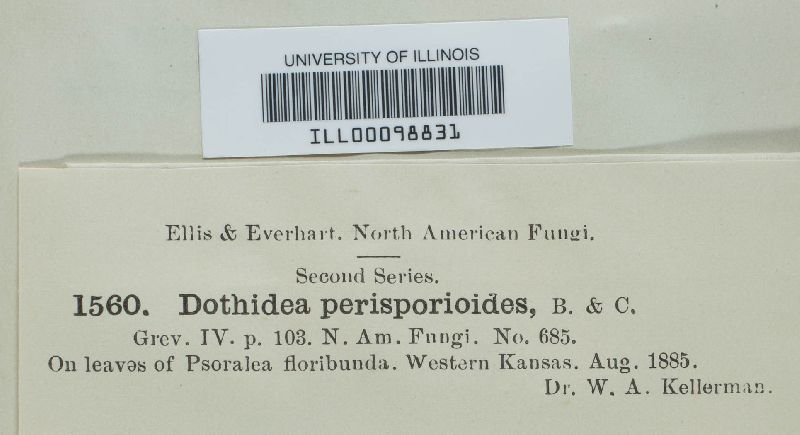 UNIVERSITY OF ILLINOIS
ILL00098831
Ellis & Everhart. North American Fungi.
Second Series.
1560. Dothidea perisporioides, B. & C.
Grev. IV. p. 103. N. Am. Fungi. No. 685.
On leaves of Psoralea floribunda. Western Kansas. Aug. 1885.
Dr. W. A. Kellerman.